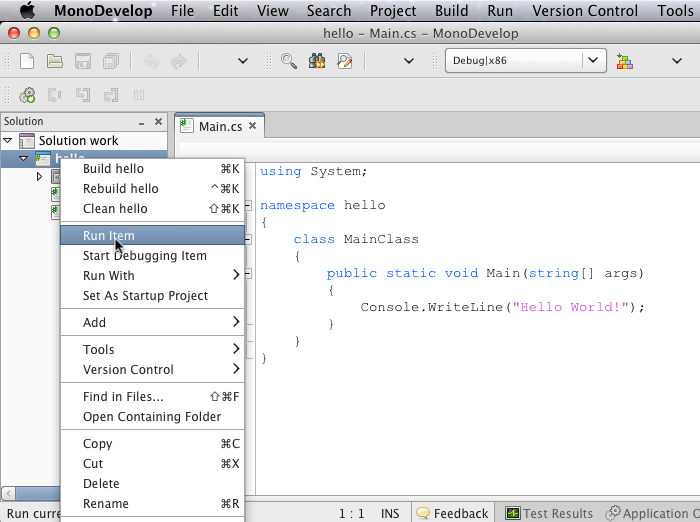 MonoDevelop File Edit View Search Project Build Run Version Control Tools
hello – Main.cs – MonoDevelop
Debug|x86
Solution
Main.cs
Solution work
hello
Build hello ⌘K
Rebuild hello ^⌘K
Clean hello ⇧⌘K
Run Item
Start Debugging Item
Run With
Set As Startup Project
Add
Tools
Version Control
Find in Files... ⇧⌘F
Open Containing Folder
Copy ⌘C
Cut ⌘X
Delete
Rename ⌘R
using System;
namespace hello
{
class MainClass
{
public static void Main(string[] args)
{
Console.WriteLine("Hello World!");
}
}
}
Run curre
1 : 1 INS Feedback Test Results Application C